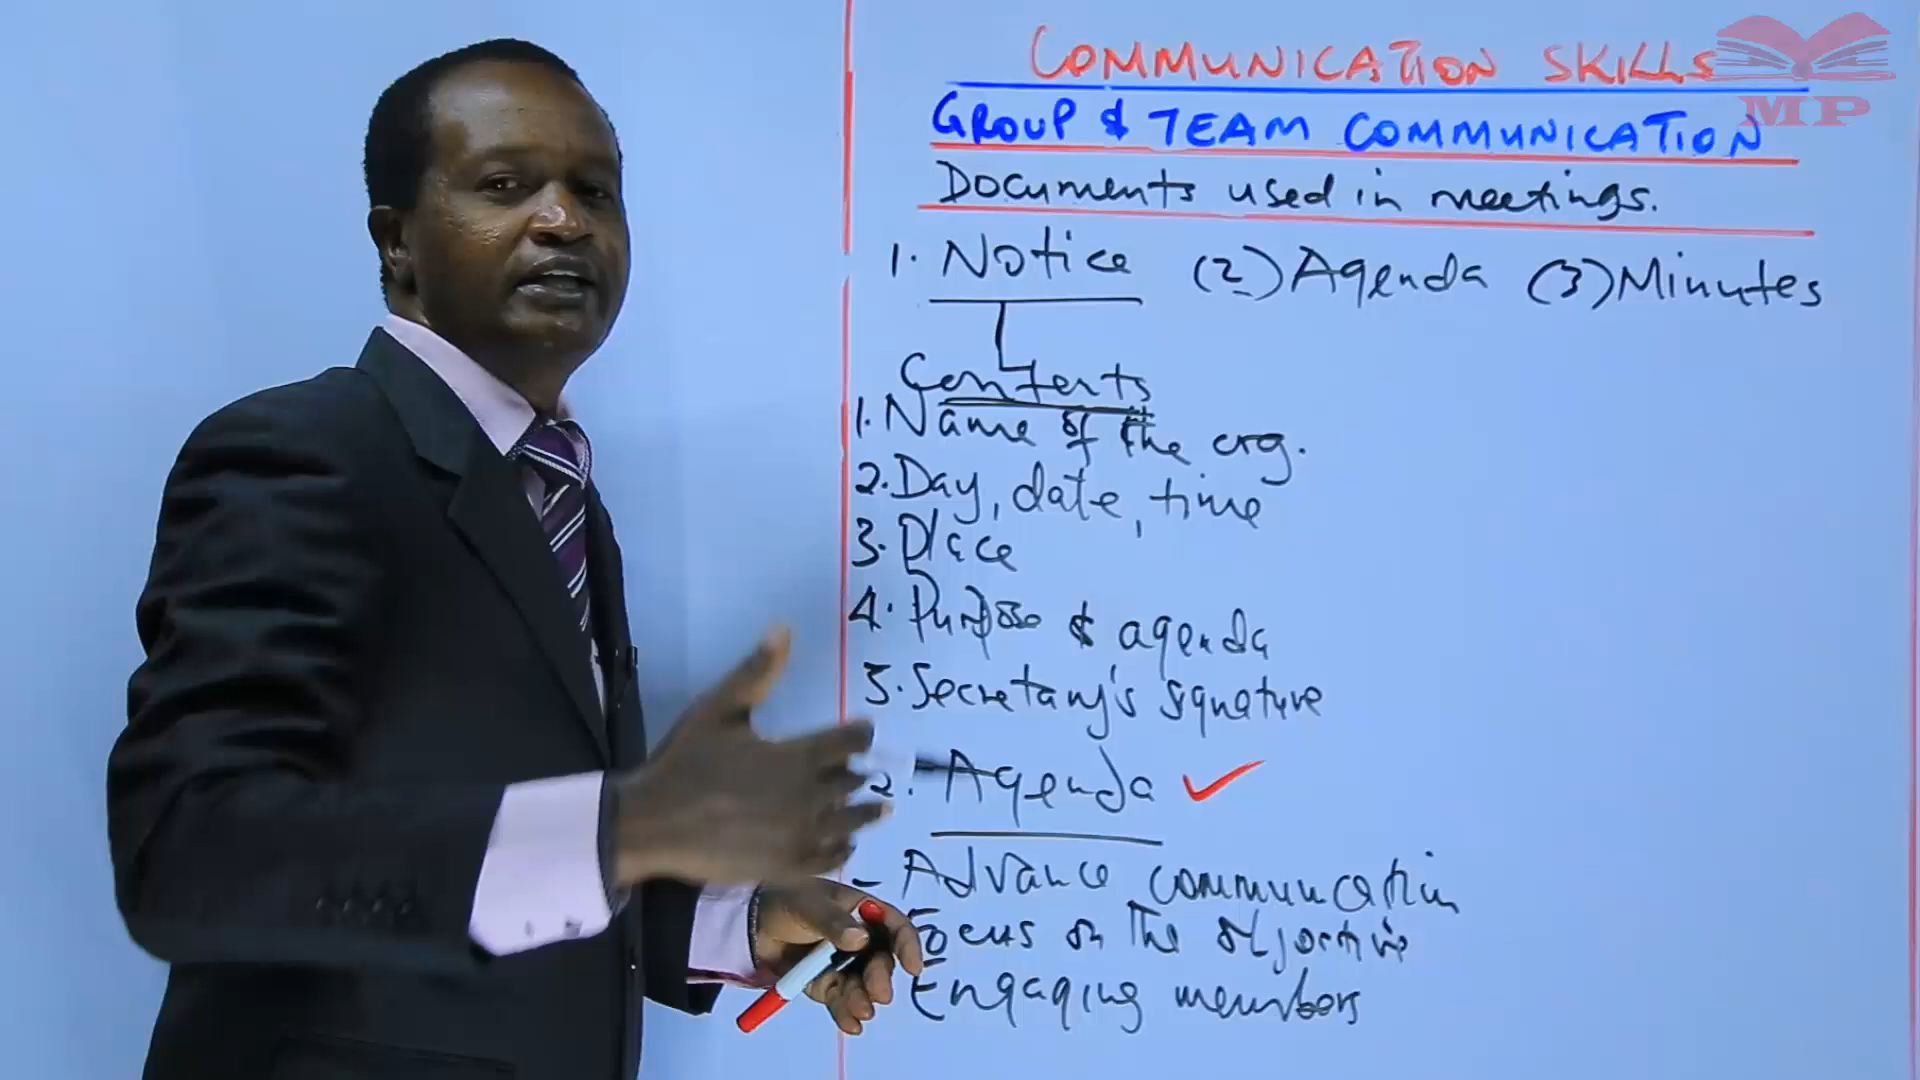 COMMUNICATION SKILLS
MP
GROUP & TEAM COMMUNICATION
Documents used in meetings.
1. Notice (2) Agenda (3) Minutes
Contents
1. Name of the org.
2. Day, date, time
3. Place
4. Purpose & agenda
5. Secretary's signature
2. Agenda ✓
- Advance communication
Focus on the objective
Engaging members